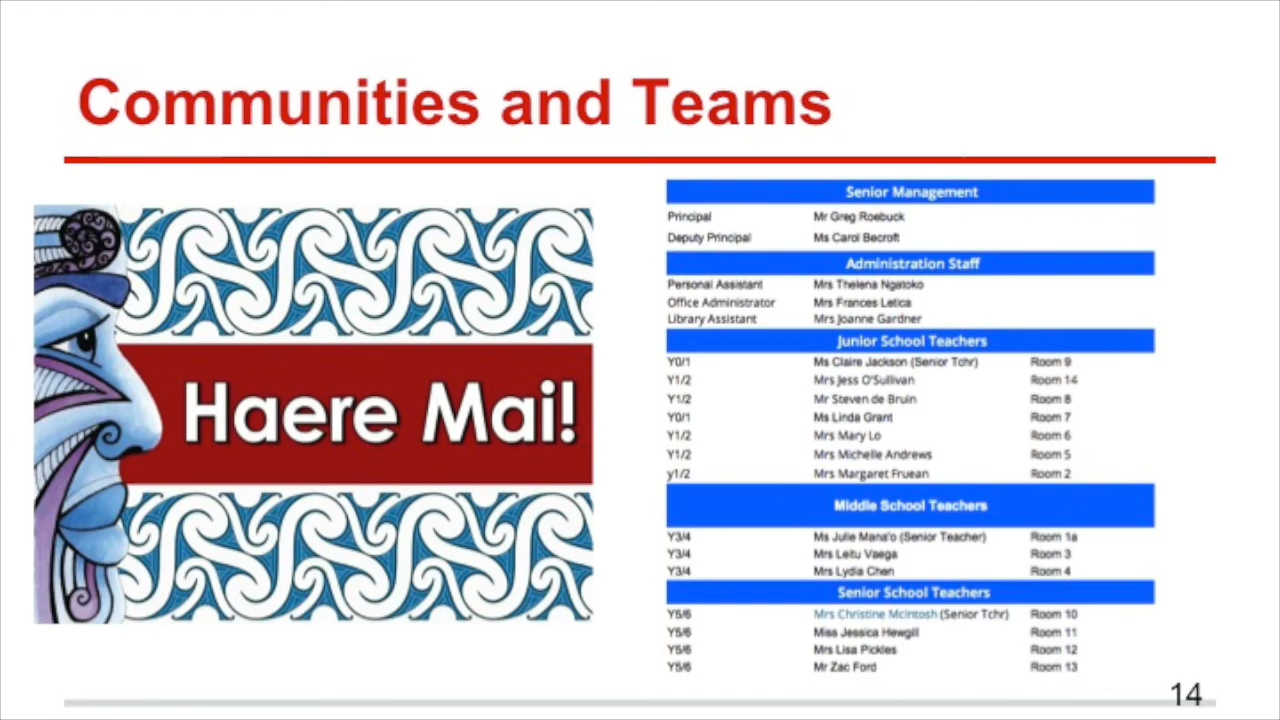 Communities and Teams
Haere Mai!
Senior Management
Principal Mr Greg Roebuck
Deputy Principal Ms Carol Becroft
Administration Staff
Personal Assistant Mrs Thelena Ngatoko
Office Administrator Mrs Frances Letica
Library Assistant Mrs Joanne Gardner
Junior School Teachers
Y0/1 Ms Claire Jackson (Senior Tchr) Room 9
Y1/2 Mrs Jess O'Sullivan Room 14
Y1/2 Mr Steven de Bruin Room 8
Y0/1 Ms Linda Grant Room 7
Y1/2 Mrs Mary Lo Room 6
Y1/2 Mrs Michelle Andrews Room 5
y1/2 Mrs Margaret Fruean Room 2
Middle School Teachers
Y3/4 Ms Julie Mana'o (Senior Teacher) Room 1a
Y3/4 Mrs Leitu Vaega Room 3
Y3/4 Mrs Lydia Chen Room 4
Senior School Teachers
Y5/6 Mrs Christine McIntosh (Senior Tchr) Room 10
Y5/6 Miss Jessica Hewgill Room 11
Y5/6 Mrs Lisa Pickles Room 12
Y5/6 Mr Zac Ford Room 13
14